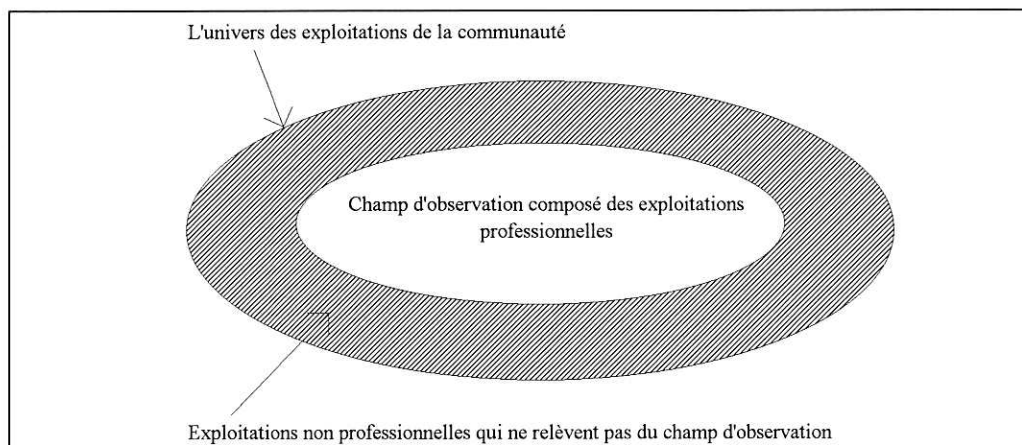 L'univers des exploitations de la communauté
Champ d'observation composé des exploitations
professionnelles
Exploitations non professionnelles qui ne relèvent pas du champ d'observation